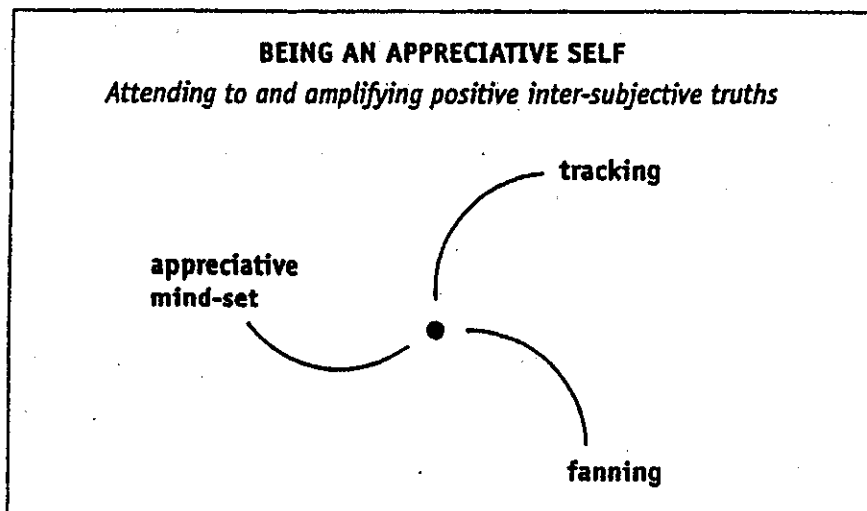 BEING AN APPRECIATIVE SELF
Attending to and amplifying positive inter-subjective truths
tracking
appreciative
mind-set
fanning